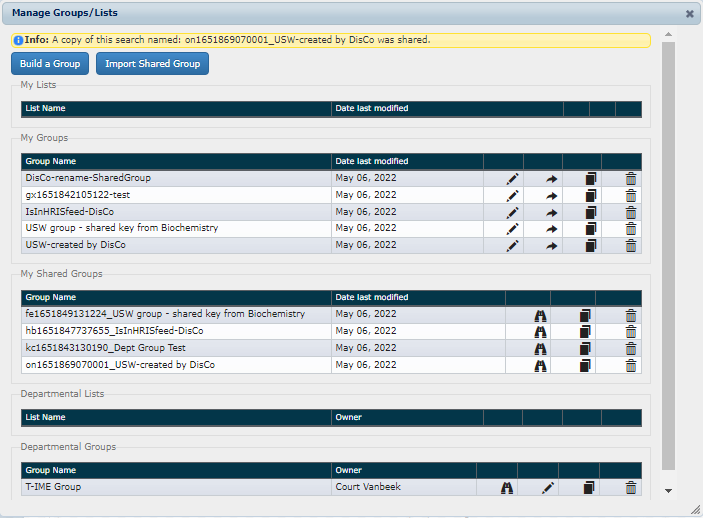 Manage Groups/Lists
Info: A copy of this search named: on1651869070001_USW-created by DisCo was shared.
Build a Group Import Shared Group
My Lists
List Name Date last modified
My Groups
Group Name Date last modified
DisCo-rename-SharedGroup May 06, 2022
gx1651842105122-test May 06, 2022
IsInHRISfeed-DisCo May 06, 2022
USW group - shared key from Biochemistry May 06, 2022
USW-created by DisCo May 06, 2022
My Shared Groups
Group Name Date last modified
fe1651849131224_USW group - shared key from Biochemistry May 06, 2022
hb1651847737655_IsInHRISfeed-DisCo May 06, 2022
kc1651843130190_Dept Group Test May 06, 2022
on1651869070001_USW-created by DisCo May 06, 2022
Departmental Lists
List Name Owner
Departmental Groups
Group Name Owner
T-IME Group Court Vanbeek